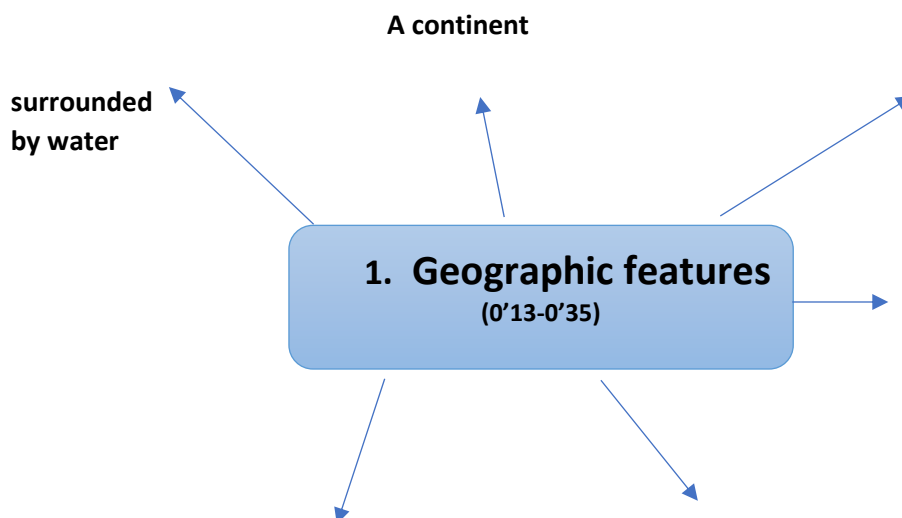 A continent
surrounded
by water
1. Geographic features
(0’13-0’35)